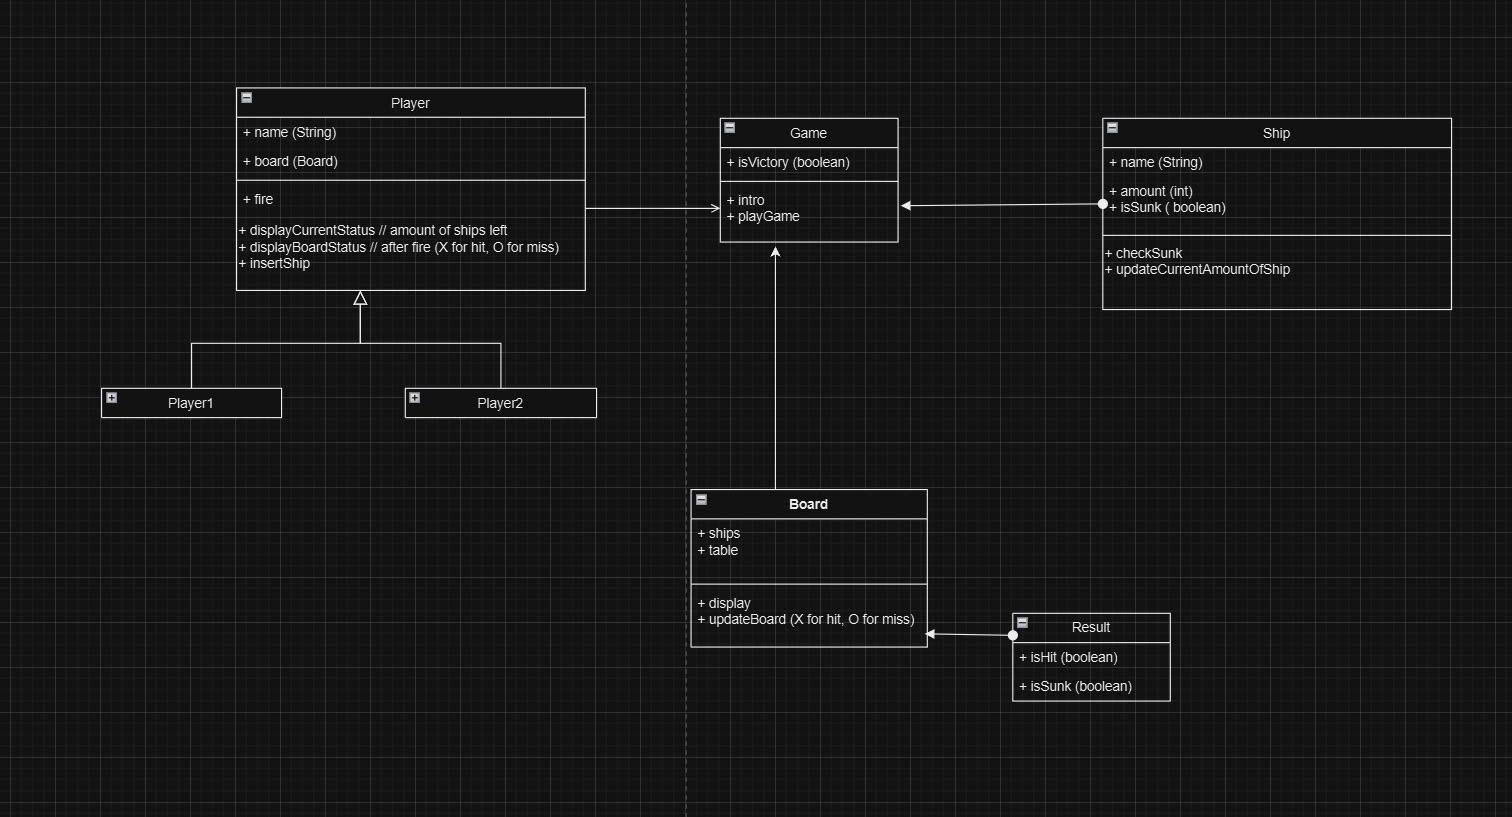 Player
+ name (String)
+ board (Board)
+ fire
+ displayCurrentStatus // amount of ships left
+ displayBoardStatus // after fire (X for hit, O for miss)
+ insertShip
Player1
Player2
Game
+ isVictory (boolean)
+ intro
+ playGame
Ship
+ name (String)
+ amount (int)
+ isSunk ( boolean)
+ checkSunk
+ updateCurrentAmountOfShip
Board
+ ships
+ table
+ display
+ updateBoard (X for hit, O for miss)
Result
+ isHit (boolean)
+ isSunk (boolean)